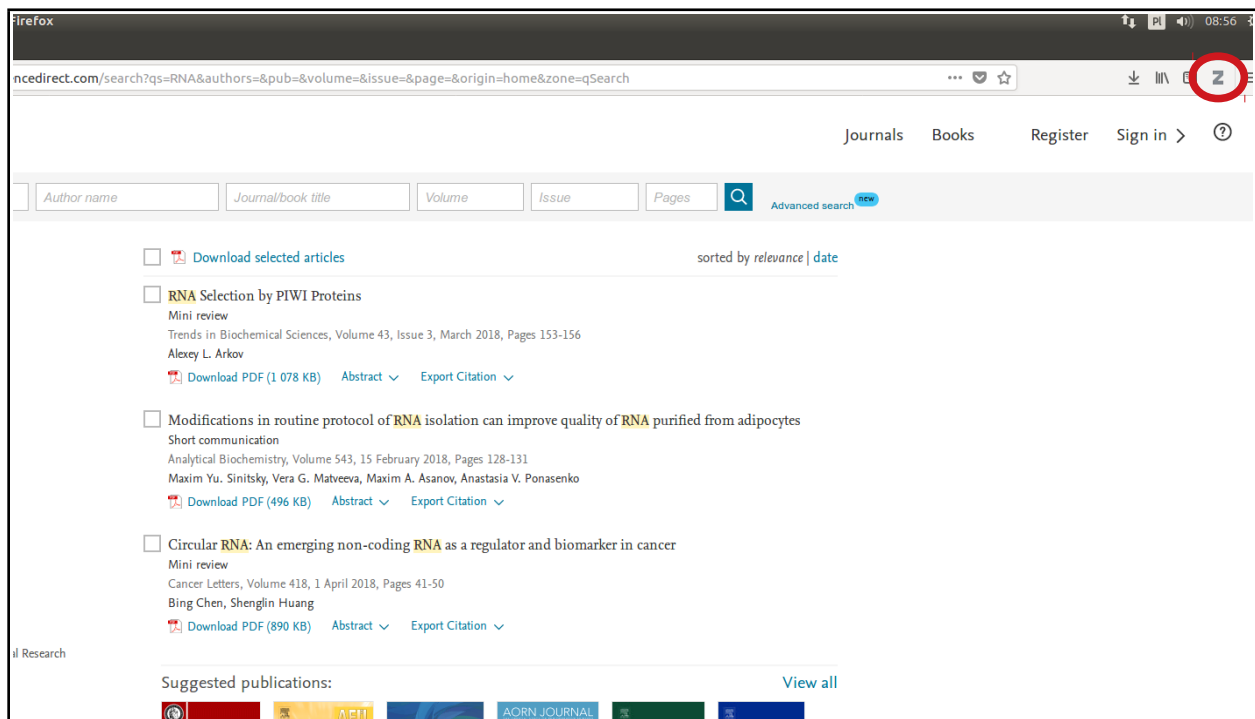 Firefox
Pl 08:56
ncedirect.com/search?qs=RNA&authors=&pub=&volume=&issue=&page=&origin=home&zone=qSearch
Z
Journals Books Register Sign in > ?
Author name Journal/book title Volume Issue Pages Advanced search new
Download selected articles sorted by relevance | date
RNA Selection by PIWI Proteins
Mini review
Trends in Biochemical Sciences, Volume 43, Issue 3, March 2018, Pages 153-156
Alexey L. Arkov
Download PDF (1 078 KB) Abstract Export Citation
Modifications in routine protocol of RNA isolation can improve quality of RNA purified from adipocytes
Short communication
Analytical Biochemistry, Volume 543, 15 February 2018, Pages 128-131
Maxim Yu. Sinitsky, Vera G. Matveeva, Maxim A. Asanov, Anastasia V. Ponasenko
Download PDF (496 KB) Abstract Export Citation
Circular RNA: An emerging non-coding RNA as a regulator and biomarker in cancer
Mini review
Cancer Letters, Volume 418, 1 April 2018, Pages 41-50
Bing Chen, Shenglin Huang
Download PDF (890 KB) Abstract Export Citation
al Research
Suggested publications: View all
AORN JOURNAL